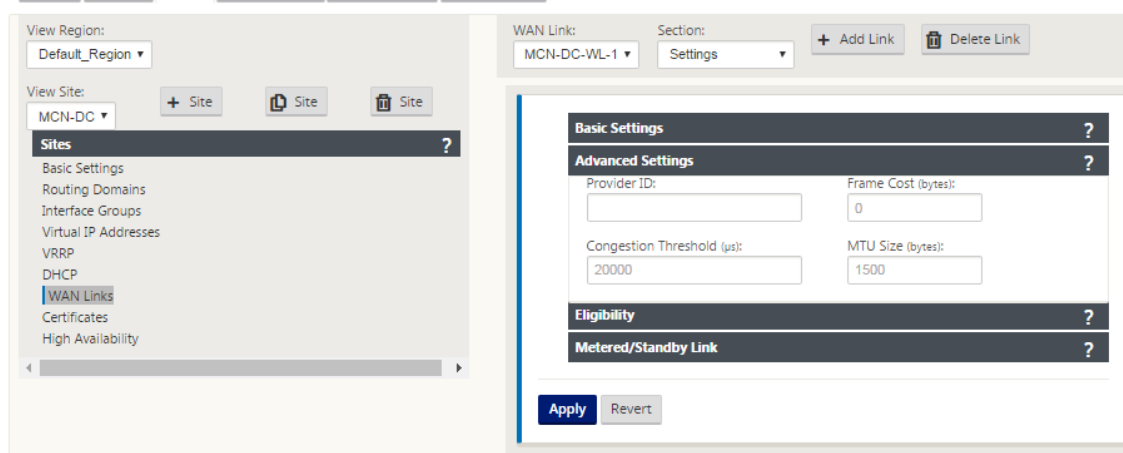 View Region:
Default_Region ▾
View Site:
MCN-DC ▾
+ Site
Site
Site
Sites ?
Basic Settings
Routing Domains
Interface Groups
Virtual IP Addresses
VRRP
DHCP
WAN Links
Certificates
High Availability
WAN Link: Section:
MCN-DC-WL-1 ▾ Settings ▾ + Add Link Delete Link
Basic Settings ?
Advanced Settings ?
Provider ID: Frame Cost (bytes):
0
Congestion Threshold (µs): MTU Size (bytes):
20000 1500
Eligibility ?
Metered/Standby Link ?
Apply Revert